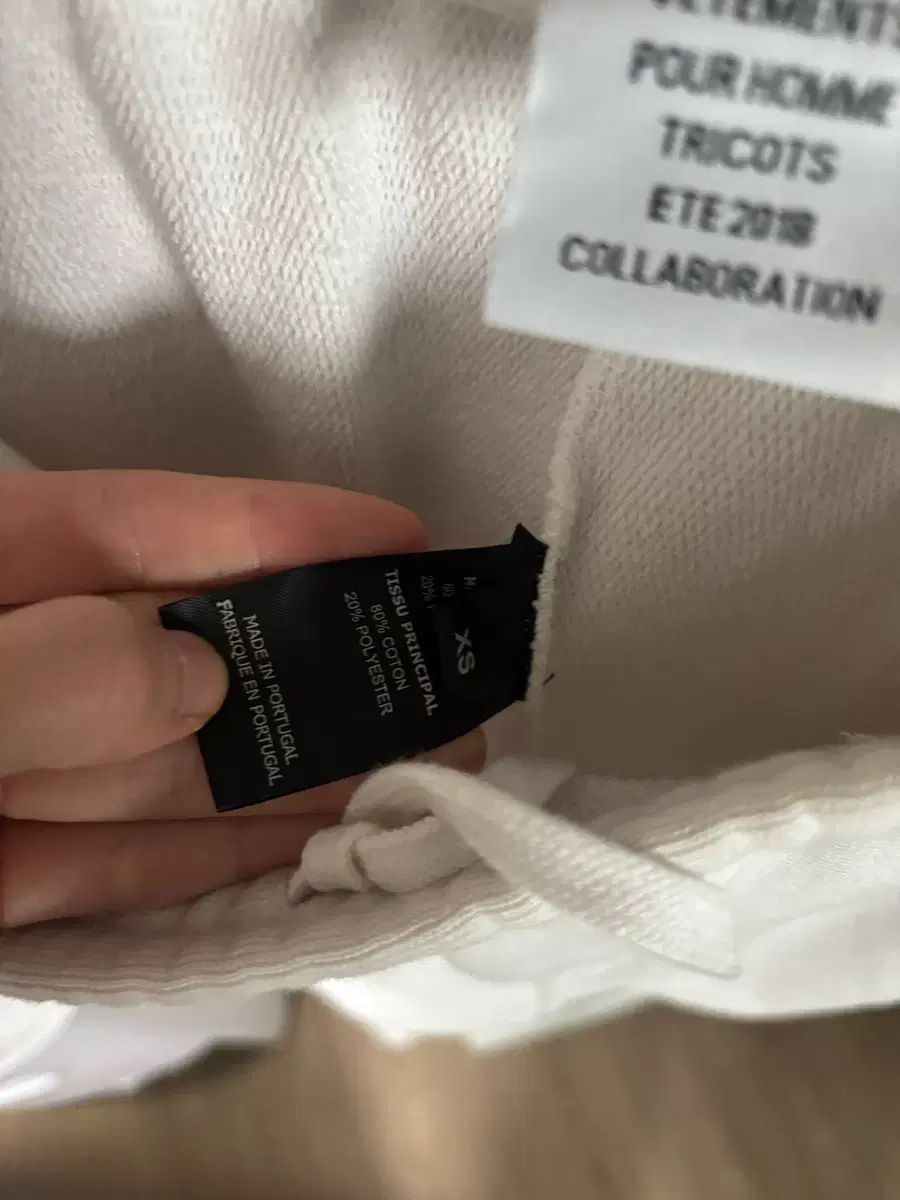 VETEMENTS
POUR HOMME
TRICOTS
ETE 2018
COLLABORATION
XS
TISSU PRINCIPAL
80% COTON
20% POLYESTER
MADE IN PORTUGAL
FABRIQUE EN PORTUGAL